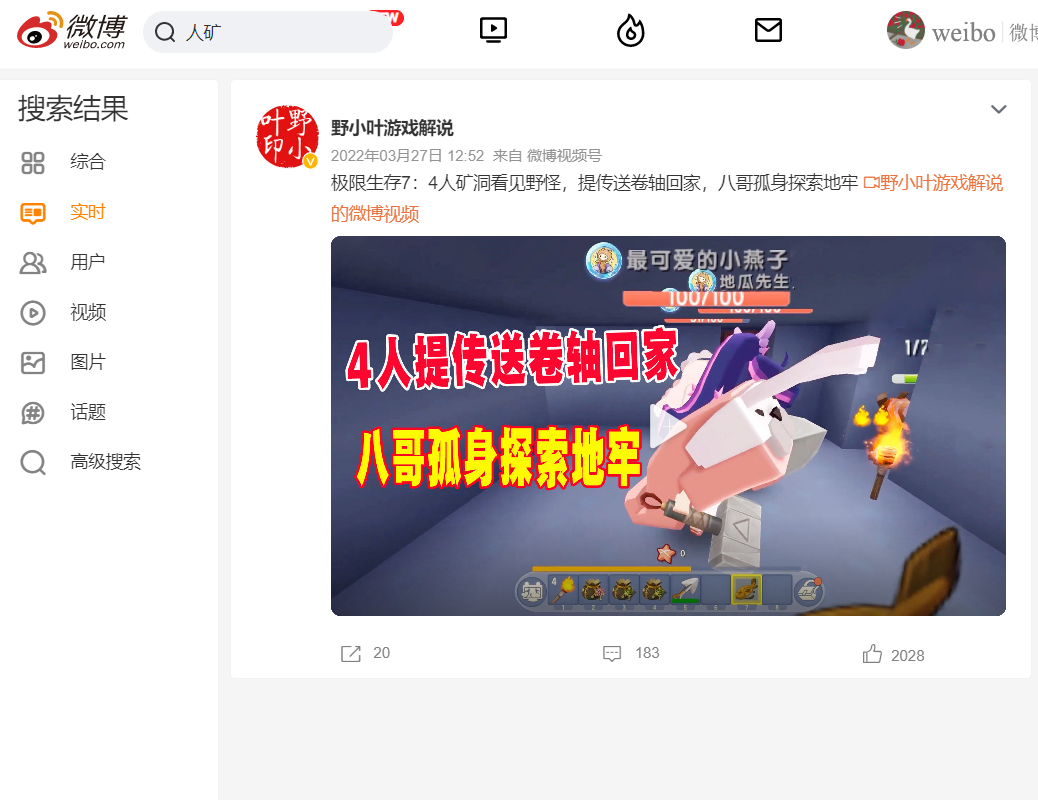 微博
weibo.com
人矿
weibo
搜索结果
综合
实时
用户
视频
图片
话题
高级搜索
叶野
印小
V
野小叶游戏解说
2022年03月27日 12:52 来自 微博视频号
极限生存7：4人矿洞看见野怪，提传送卷轴回家，八哥孤身探索地牢 野小叶游戏解说
的微博视频
最可爱的小燕子
地瓜先生
100/100
4人提传送卷轴回家
八哥孤身探索地牢
0
4
1 2 3 4 5 6 7 8
20
183
2028